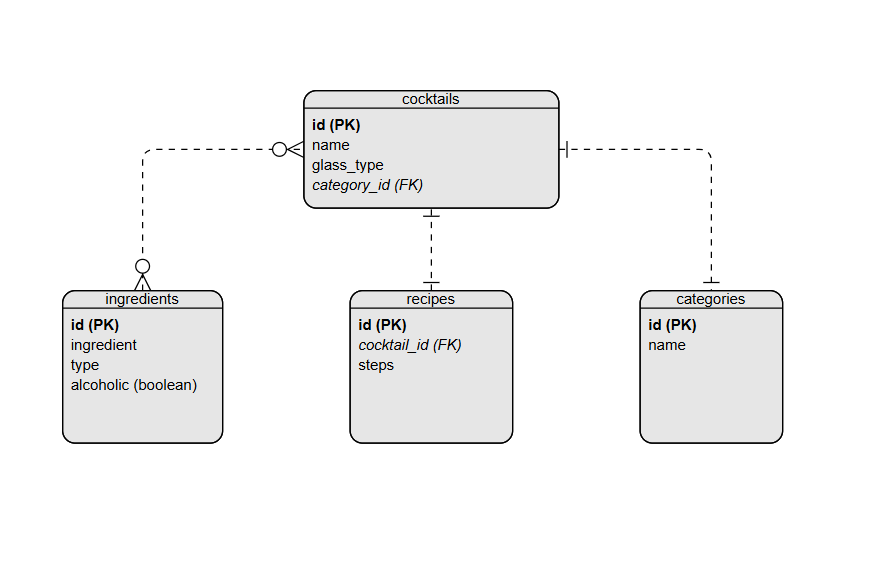 cocktails
id (PK)
name
glass_type
category_id (FK)
ingredients
id (PK)
ingredient
type
alcoholic (boolean)
recipes
id (PK)
cocktail_id (FK)
steps
categories
id (PK)
name